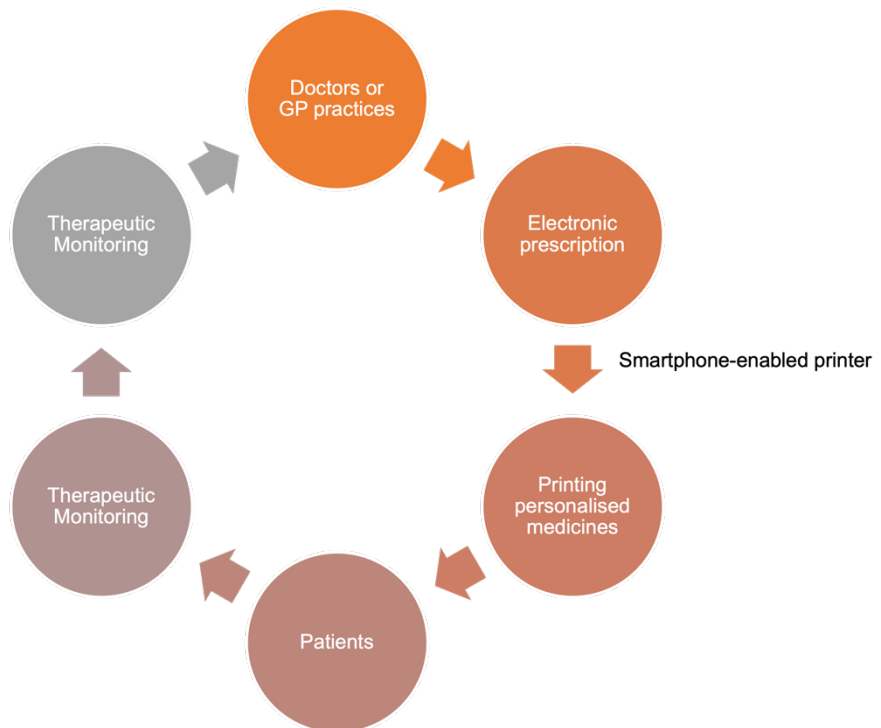 Doctors or
GP practices
Electronic
prescription
Smartphone-enabled printer
Printing
personalised
medicines
Patients
Therapeutic
Monitoring
Therapeutic
Monitoring